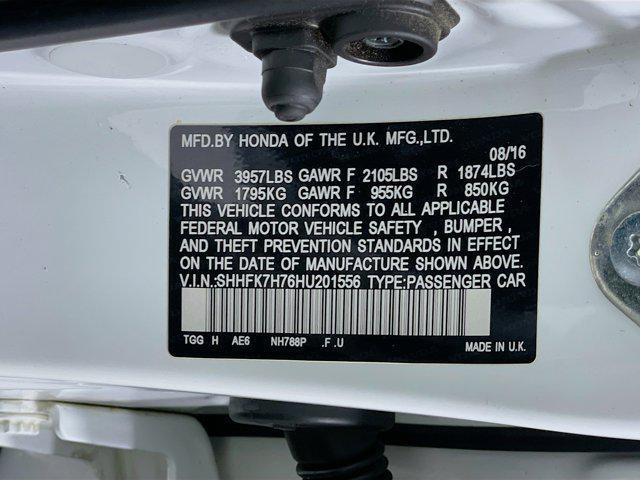 MFD.BY HONDA OF THE U.K. MFG.,LTD.
08/16
GVWR 3957LBS GAWR F 2105LBS R 1874LBS
GVWR 1795KG GAWR F 955KG R 850KG
THIS VEHICLE CONFORMS TO ALL APPLICABLE
FEDERAL MOTOR VEHICLE SAFETY , BUMPER ,
AND THEFT PREVENTION STANDARDS IN EFFECT
ON THE DATE OF MANUFACTURE SHOWN ABOVE.
V.I.N.:SHHFK7H76HU201556 TYPE:PASSENGER CAR
TGG H AE6 NH788P .F .U MADE IN U.K.